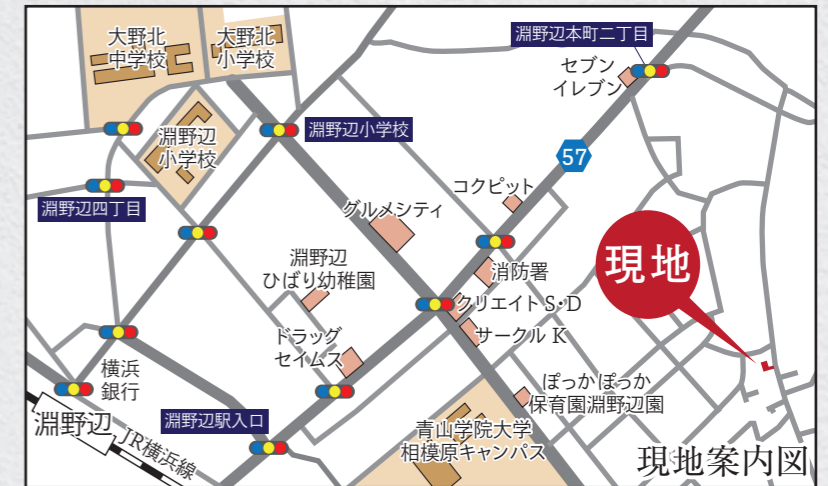 大野北
中学校
大野北
小学校
淵野辺本町二丁目
セブン
イレブン
淵野辺
小学校
淵野辺小学校
57
コクピット
淵野辺四丁目
グルメシティ
現地
淵野辺
ひばり幼稚園
消防署
クリエイトS・D
サークルK
ドラッグ
セイムス
横浜
銀行
ぽっかぽっか
保育園淵野辺園
淵野辺
JR横浜線
淵野辺駅入口
青山学院大学
相模原キャンパス
現地案内図